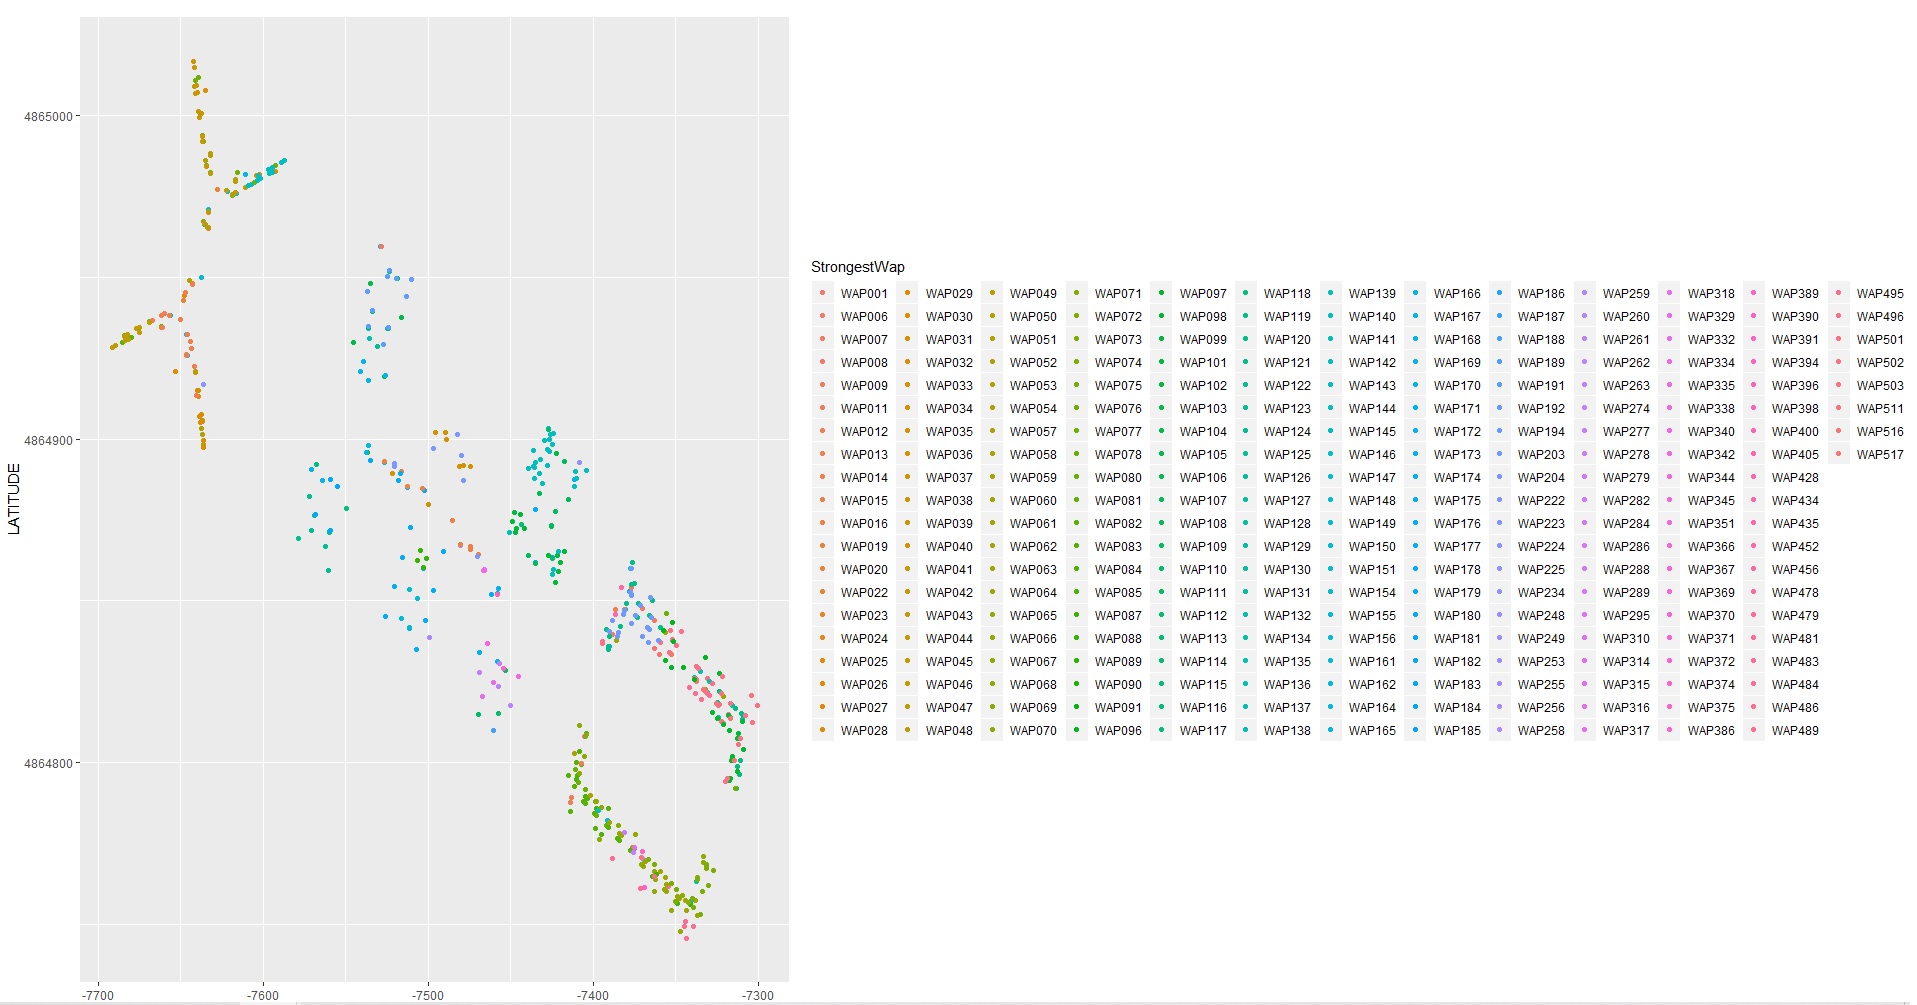 4865000
4864900
4864800
LATITUDE
-7700 -7600 -7500 -7400 -7300
StrongestWap
WAP001 WAP029 WAP049 WAP071 WAP097 WAP118 WAP139 WAP166 WAP186 WAP259 WAP318 WAP389 WAP495
WAP006 WAP030 WAP050 WAP072 WAP098 WAP119 WAP140 WAP167 WAP187 WAP260 WAP329 WAP390 WAP496
WAP007 WAP031 WAP051 WAP073 WAP099 WAP120 WAP141 WAP168 WAP188 WAP261 WAP332 WAP391 WAP501
WAP008 WAP032 WAP052 WAP074 WAP101 WAP121 WAP142 WAP169 WAP189 WAP262 WAP334 WAP394 WAP502
WAP009 WAP033 WAP053 WAP075 WAP102 WAP122 WAP143 WAP170 WAP191 WAP263 WAP335 WAP396 WAP503
WAP011 WAP034 WAP054 WAP076 WAP103 WAP123 WAP144 WAP171 WAP192 WAP274 WAP338 WAP398 WAP511
WAP012 WAP035 WAP057 WAP077 WAP104 WAP124 WAP145 WAP172 WAP194 WAP277 WAP340 WAP400 WAP516
WAP013 WAP036 WAP058 WAP078 WAP105 WAP125 WAP146 WAP173 WAP203 WAP278 WAP342 WAP405 WAP517
WAP014 WAP037 WAP059 WAP080 WAP106 WAP126 WAP147 WAP174 WAP204 WAP279 WAP344 WAP428
WAP015 WAP038 WAP060 WAP081 WAP107 WAP127 WAP148 WAP175 WAP222 WAP282 WAP345 WAP434
WAP016 WAP039 WAP061 WAP082 WAP108 WAP128 WAP149 WAP176 WAP223 WAP284 WAP351 WAP435
WAP019 WAP040 WAP062 WAP083 WAP109 WAP129 WAP150 WAP177 WAP224 WAP286 WAP366 WAP452
WAP020 WAP041 WAP063 WAP084 WAP110 WAP130 WAP151 WAP178 WAP225 WAP288 WAP367 WAP456
WAP022 WAP042 WAP064 WAP085 WAP111 WAP131 WAP154 WAP179 WAP234 WAP289 WAP369 WAP478
WAP023 WAP043 WAP065 WAP087 WAP112 WAP132 WAP155 WAP180 WAP248 WAP295 WAP370 WAP479
WAP024 WAP044 WAP066 WAP088 WAP113 WAP134 WAP156 WAP181 WAP249 WAP310 WAP371 WAP481
WAP025 WAP045 WAP067 WAP089 WAP114 WAP135 WAP161 WAP182 WAP253 WAP314 WAP372 WAP483
WAP026 WAP046 WAP068 WAP090 WAP115 WAP136 WAP162 WAP183 WAP255 WAP315 WAP374 WAP484
WAP027 WAP047 WAP069 WAP091 WAP116 WAP137 WAP164 WAP184 WAP256 WAP316 WAP375 WAP486
WAP028 WAP048 WAP070 WAP096 WAP117 WAP138 WAP165 WAP185 WAP258 WAP317 WAP386 WAP489